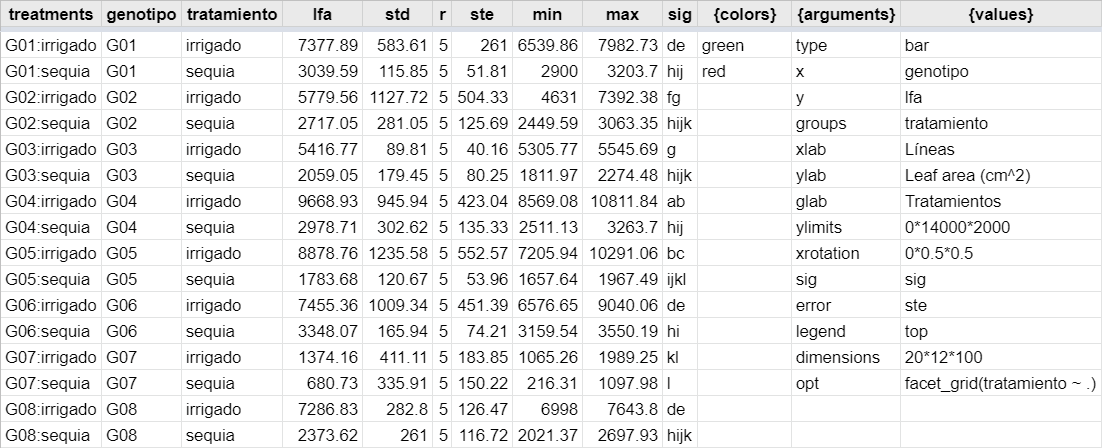 treatments genotipo tratamiento lfa std r ste min max sig {colors} {arguments} {values}
G01:irrigado G01 irrigado 7377.89 583.61 5 261 6539.86 7982.73 de green type bar
G01:sequia G01 sequia 3039.59 115.85 5 51.81 2900 3203.7 hij red x genotipo
G02:irrigado G02 irrigado 5779.56 1127.72 5 504.33 4631 7392.38 fg y lfa
G02:sequia G02 sequia 2717.05 281.05 5 125.69 2449.59 3063.35 hijk groups tratamiento
G03:irrigado G03 irrigado 5416.77 89.81 5 40.16 5305.77 5545.69 g xlab Líneas
G03:sequia G03 sequia 2059.05 179.45 5 80.25 1811.97 2274.48 hijk ylab Leaf area (cm^2)
G04:irrigado G04 irrigado 9668.93 945.94 5 423.04 8569.08 10811.84 ab glab Tratamientos
G04:sequia G04 sequia 2978.71 302.62 5 135.33 2511.13 3263.7 hij ylimits 0*14000*2000
G05:irrigado G05 irrigado 8878.76 1235.58 5 552.57 7205.94 10291.06 bc xrotation 0*0.5*0.5
G05:sequia G05 sequia 1783.68 120.67 5 53.96 1657.64 1967.49 ijkl sig sig
G06:irrigado G06 irrigado 7455.36 1009.34 5 451.39 6576.65 9040.06 de error ste
G06:sequia G06 sequia 3348.07 165.94 5 74.21 3159.54 3550.19 hi legend top
G07:irrigado G07 irrigado 1374.16 411.11 5 183.85 1065.26 1989.25 kl dimensions 20*12*100
G07:sequia G07 sequia 680.73 335.91 5 150.22 216.31 1097.98 l opt facet_grid(tratamiento ~ .)
G08:irrigado G08 irrigado 7286.83 282.8 5 126.47 6998 7643.8 de
G08:sequia G08 sequia 2373.62 261 5 116.72 2021.37 2697.93 hijk